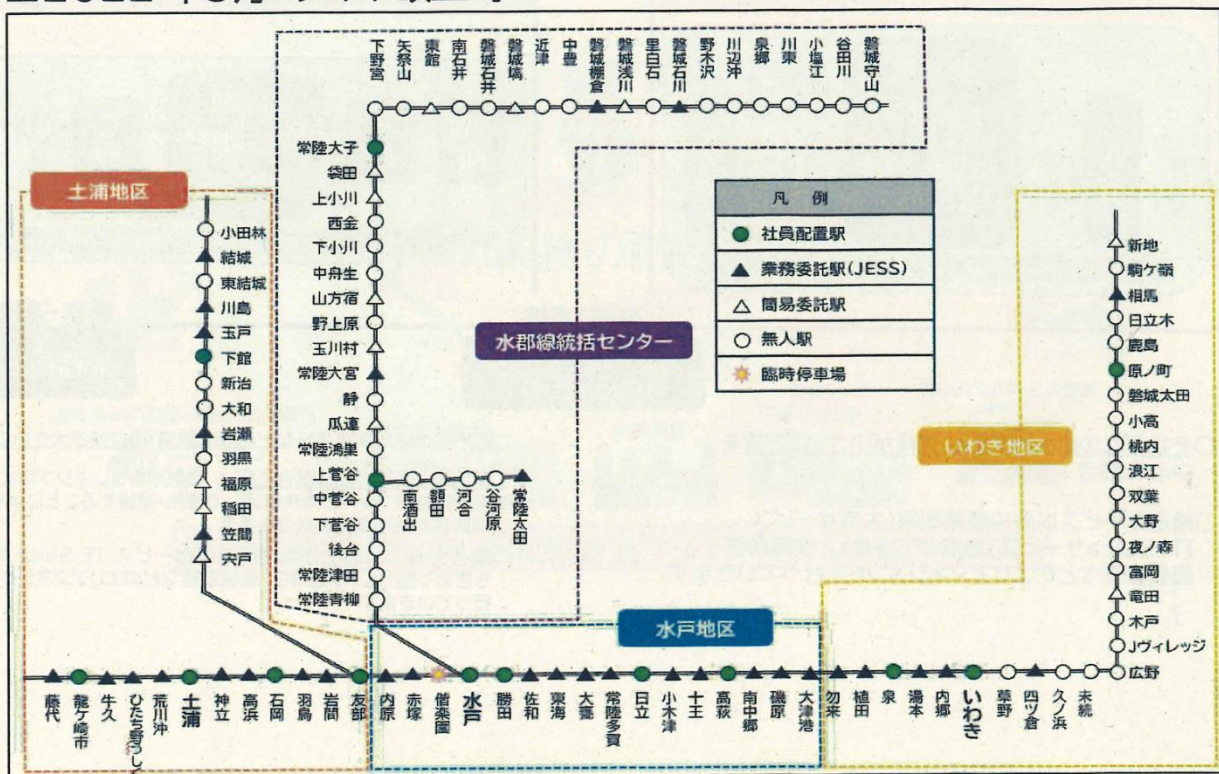 下野宮
矢祭山
東館
南石井
磐城石井
磐城塙
近津
中豊
磐城棚倉
磐城浅川
里白石
磐城石川
野木沢
川辺沖
泉郷
川東
小塩江
谷田川
磐城守山
常陸大子
袋田
上小川
西金
下小川
中舟生
山方宿
野上原
玉川村
常陸大宮
静
瓜連
常陸鴻巣
上菅谷
中菅谷
下菅谷
後台
常陸津田
常陸青柳
南酒出
額田
河合
谷河原
常陸太田
水郡線統括センター
土浦地区
小田林
結城
東結城
川島
玉戸
下館
新治
大和
岩瀬
羽黒
福原
稲田
笠間
宍戸
凡 例
社員配置駅
業務委託駅(JESS)
簡易委託駅
無人駅
臨時停車場
いわき地区
新地
駒ケ嶺
相馬
日立木
鹿島
原ノ町
磐城太田
小高
桃内
浪江
双葉
大野
夜ノ森
富岡
竜田
木戸
Jヴィレッジ
広野
水戸地区
藤代
龍ケ崎市
牛久
ひたち野うしく
荒川沖
土浦
神立
高浜
石岡
羽鳥
岩間
友部
内原
赤塚
偕楽園
水戸
勝田
佐和
東海
大甕
常陸多賀
日立
小木津
十王
高萩
南中郷
磯原
大津港
勿来
植田
泉
湯本
内郷
いわき
草野
四ツ倉
久ノ浜
末続